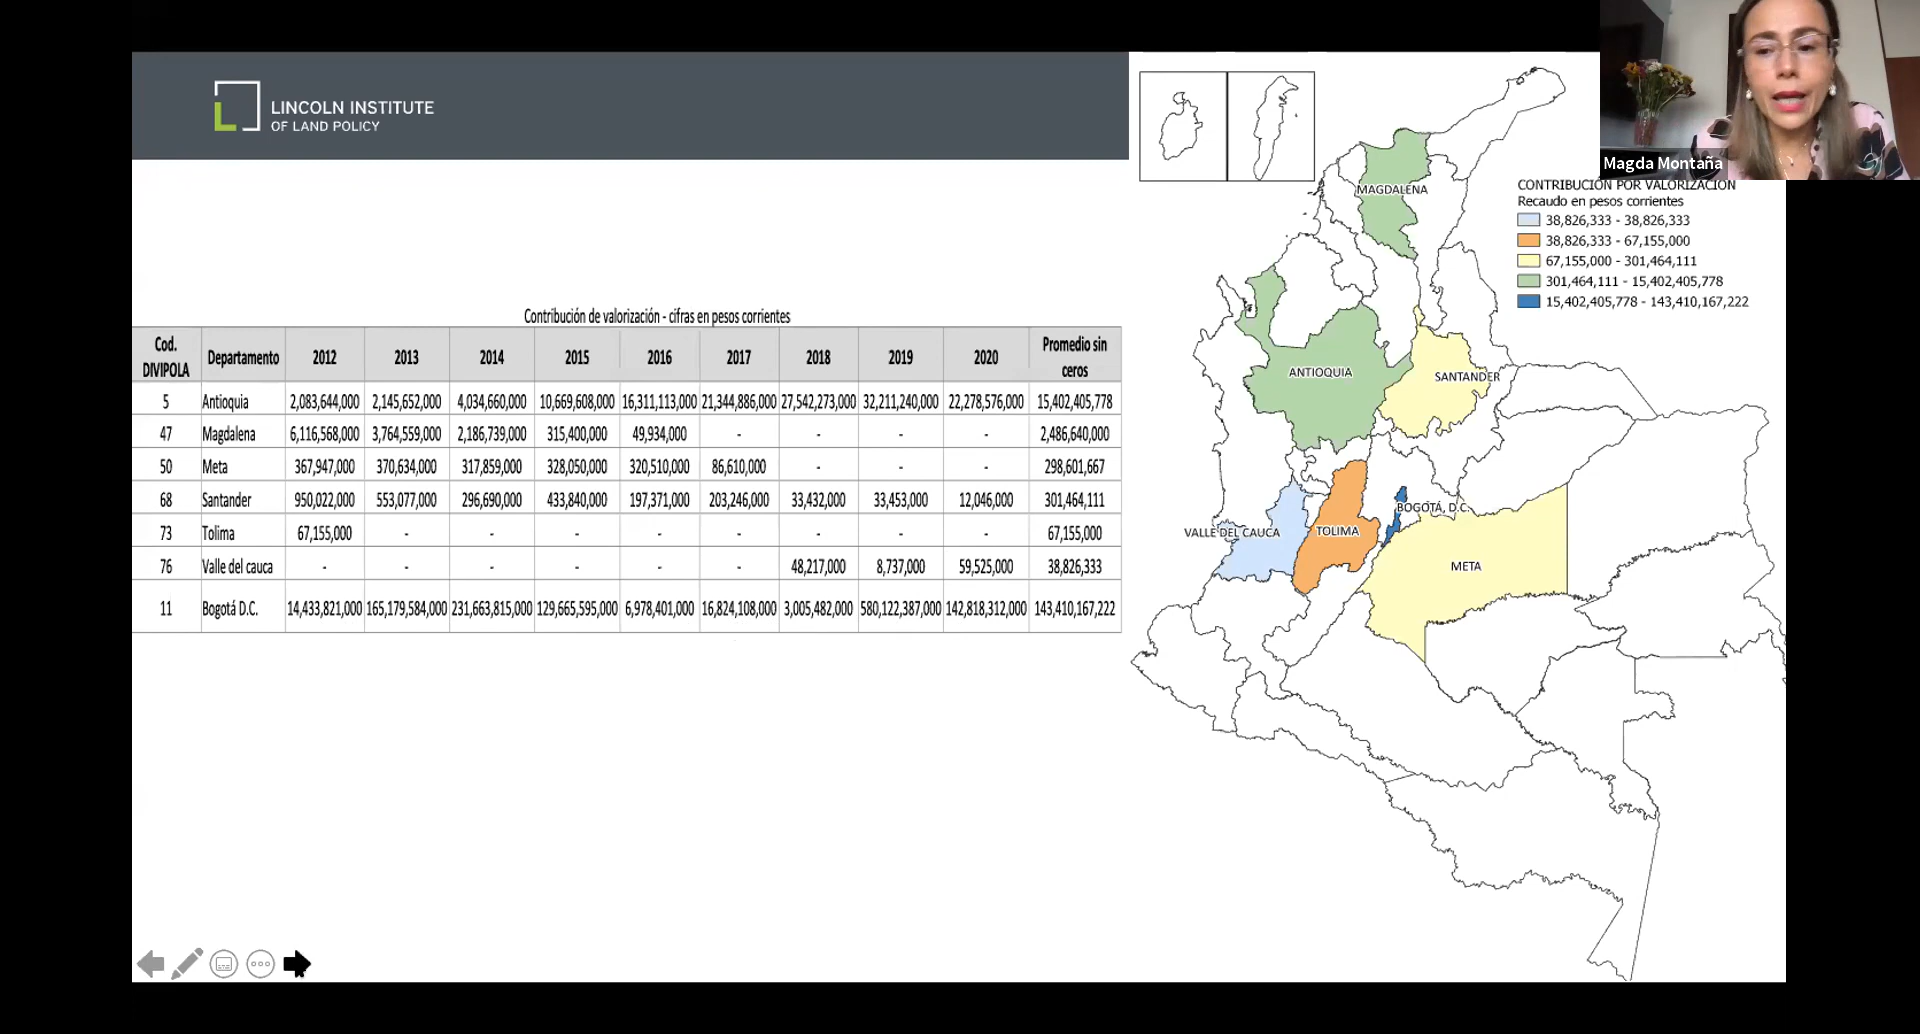 LINCOLN INSTITUTE
OF LAND POLICY
Magda Montaña
Contribución de valorización - cifras en pesos corrientes
Cod. DIVIPOLA Departamento 2012 2013 2014 2015 2016 2017 2018 2019 2020 Promedio sin ceros
5 Antioquia 2,083,644,000 2,145,652,000 4,034,660,000 10,669,608,000 16,311,113,000 21,344,886,000 27,542,273,000 32,211,240,000 22,278,576,000 15,402,405,778
47 Magdalena 6,116,568,000 3,764,559,000 2,186,739,000 315,400,000 49,934,000 - - - - 2,486,640,000
50 Meta 367,947,000 370,634,000 317,859,000 328,050,000 320,510,000 86,610,000 - - - 298,601,667
68 Santander 950,022,000 553,077,000 296,690,000 433,840,000 197,371,000 203,246,000 33,432,000 33,453,000 12,046,000 301,464,111
73 Tolima 67,155,000 - - - - - - - - 67,155,000
76 Valle del cauca - - - - - - 48,217,000 8,737,000 59,525,000 38,826,333
11 Bogotá D.C. 14,433,821,000 165,179,584,000 231,663,815,000 129,665,595,000 6,978,401,000 16,824,108,000 3,005,482,000 580,122,387,000 142,818,312,000 143,410,167,222
CONTRIBUCIÓN POR VALORIZACIÓN
Recaudo en pesos corrientes
38,826,333 - 38,826,333
38,826,333 - 67,155,000
67,155,000 - 301,464,111
301,464,111 - 15,402,405,778
15,402,405,778 - 143,410,167,222
MAGDALENA
ANTIOQUIA
SANTANDER
BOGOTÁ, D.C.
VALLE DEL CAUCA
TOLIMA
META